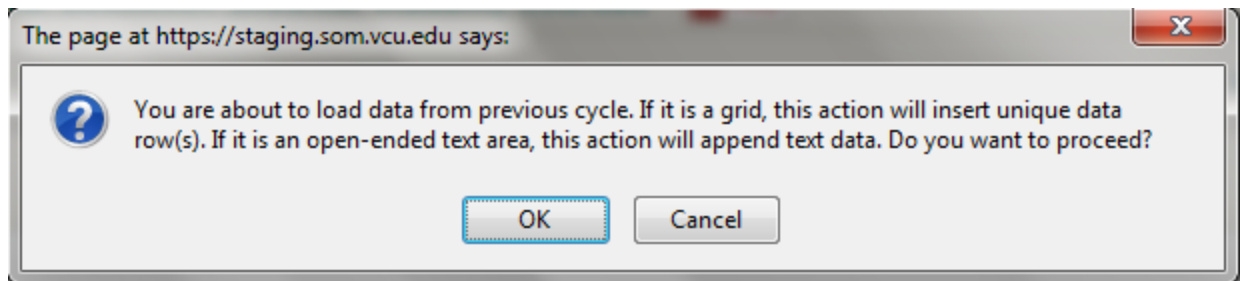 The page at https://staging.som.vcu.edu says:
You are about to load data from previous cycle. If it is a grid, this action will insert unique data
row(s). If it is an open-ended text area, this action will append text data. Do you want to proceed?
OK Cancel